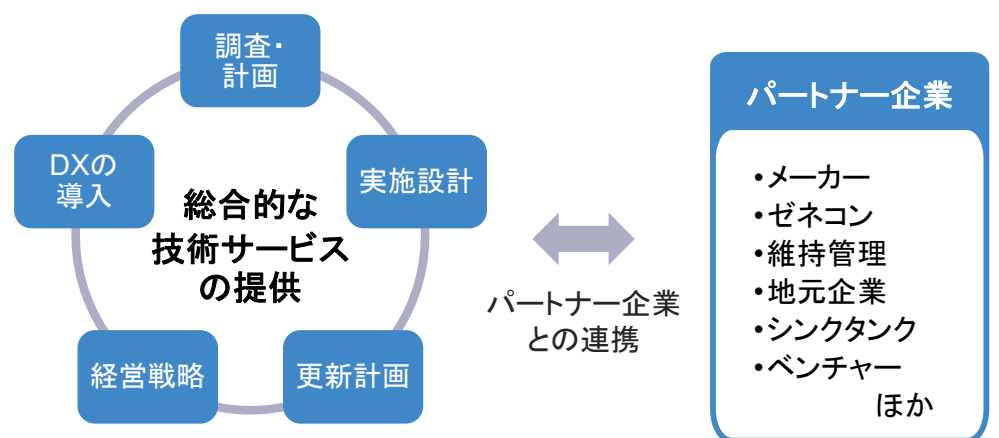 調査・
計画
DXの
導入
実施設計
総合的な
技術サービス
の提供
経営戦略
更新計画
パートナー企業
との連携
パートナー企業
•メーカー
•ゼネコン
•維持管理
•地元企業
•シンクタンク
•ベンチャー
ほか